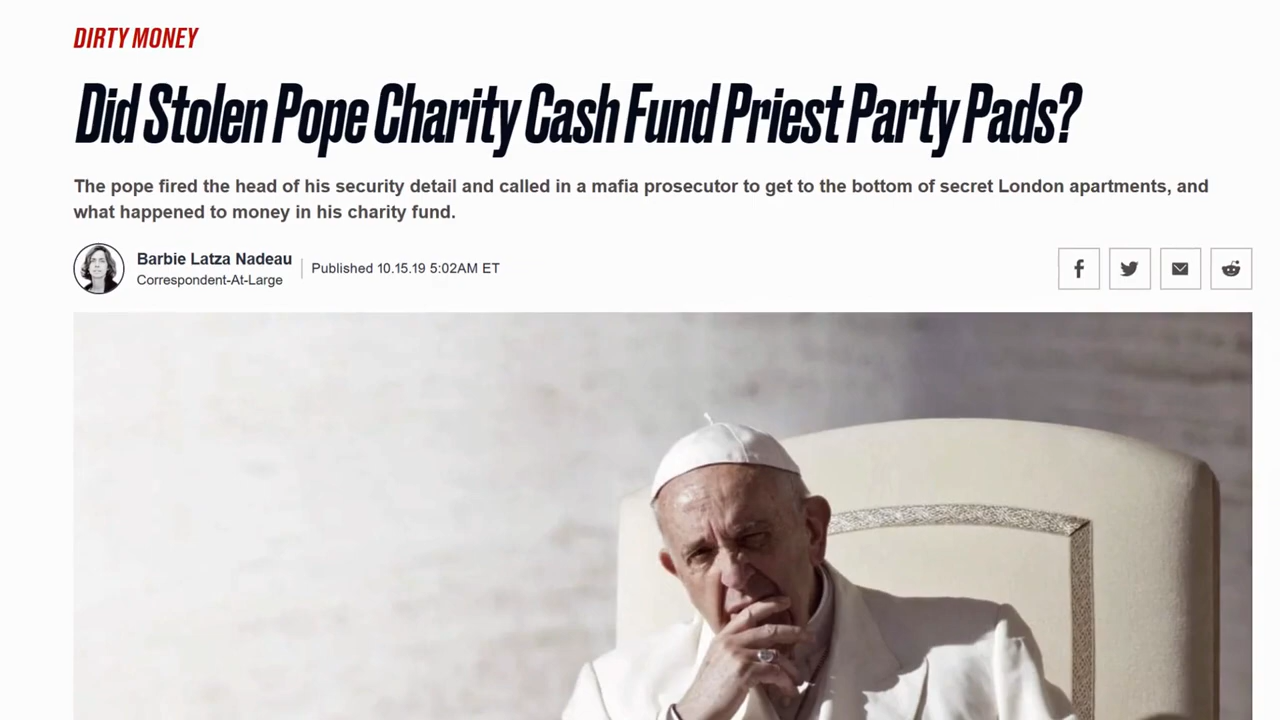 DIRTY MONEY
Did Stolen Pope Charity Cash Fund Priest Party Pads?
The pope fired the head of his security detail and called in a mafia prosecutor to get to the bottom of secret London apartments, and
what happened to money in his charity fund.
Barbie Latza Nadeau
Correspondent-At-Large
Published 10.15.19 5:02AM ET